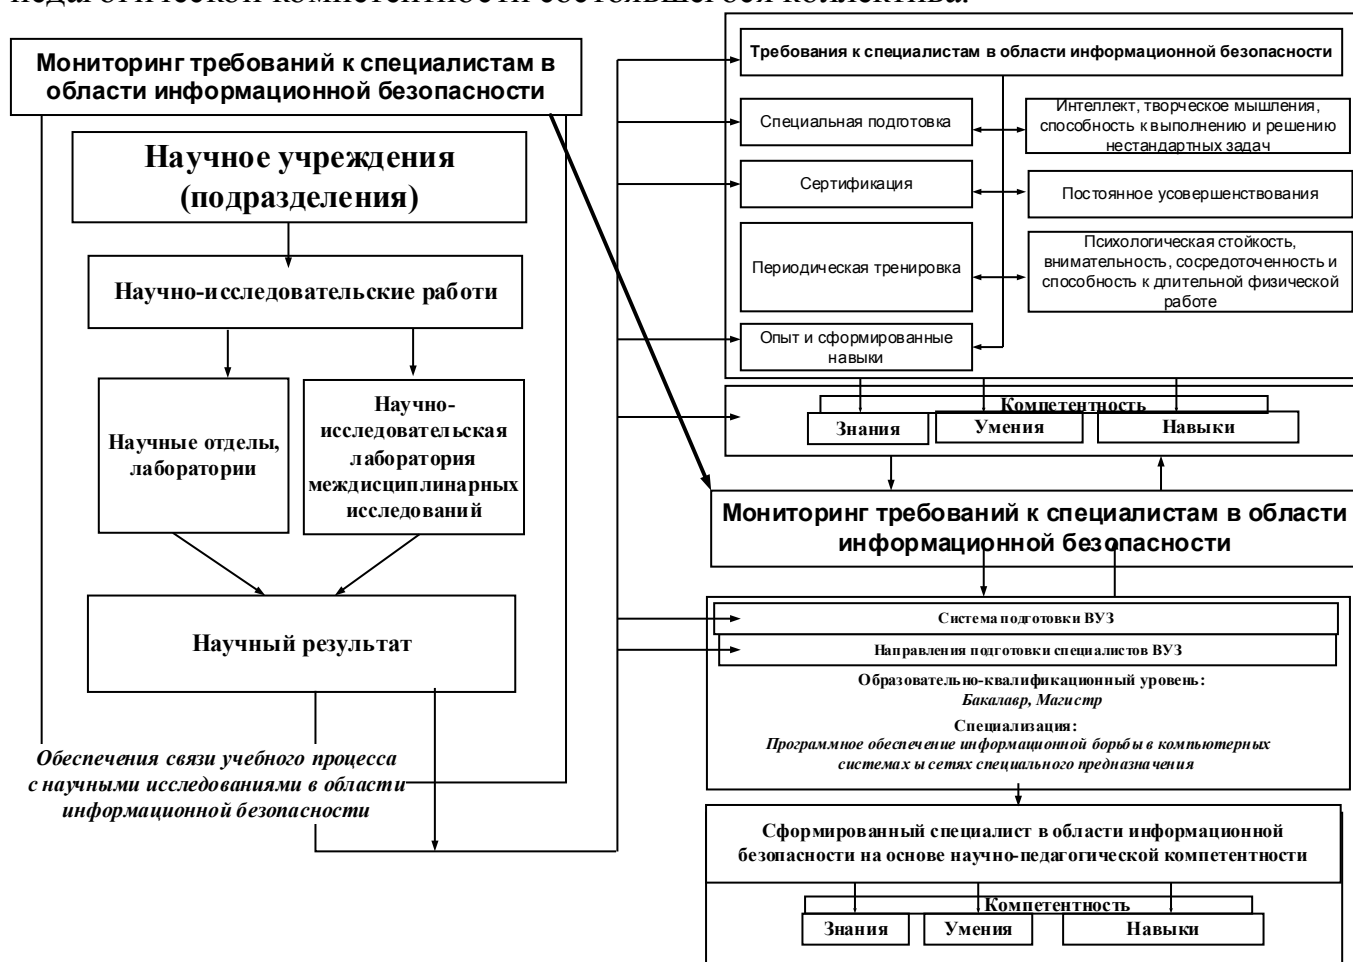 педагогической компетентности состоявшегося коллектива.
Мониторинг требований к специалистам в
области информационной безопасности
Научное учреждения
(подразделения)
Научно-исследовательские работи
Научные отделы,
лаборатории
Научно-
исследовательская
лаборатория
междисциплинарных
исследований
Научный результат
Обеспечения связи учебного процесса
с научными исследованиями в области
информационной безопасности
Требования к специалистам в области информационной безопасности
Специальная подготовка
Интеллект, творческое мышления,
способность к выполнению и решению
нестандартных задач
Сертификация
Постоянное усовершенствования
Периодическая тренировка
Психологическая стойкость,
внимательность, сосредоточенность и
способность к длительной физической
работе
Опыт и сформированные
навыки
Компетентность
Знания
Умения
Навыки
Мониторинг требований к специалистам в области
информационной безопасности
Система подготовки ВУЗ
Направления подготовки специалистов ВУЗ
Образовательно-квалификационный уровень:
Бакалавр, Магистр
Специализация:
Программное обеспечение информационной борьбы в компьютерных
системах ы сетях специального предназначения
Сформированный специалист в области информационной
безопасности на основе научно-педагогической компетентности
Компетентность
Знания
Умения
Навыки